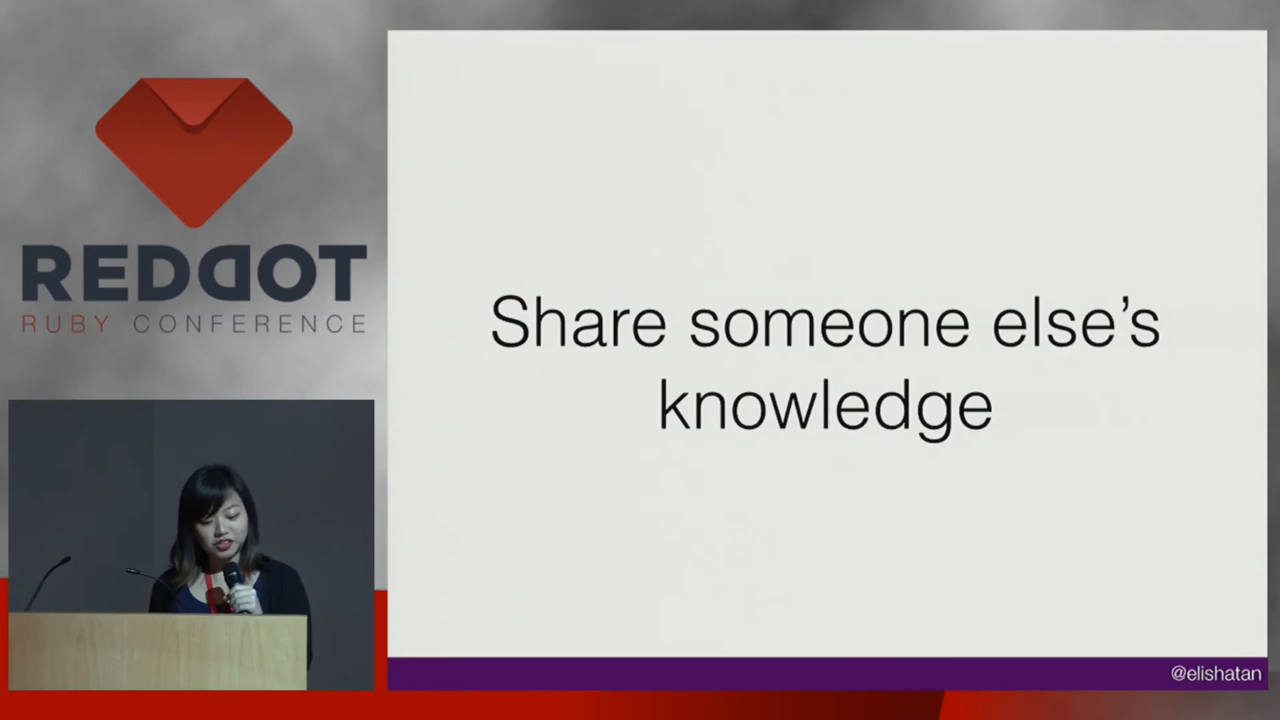 REDDOT
RUBY CONFERENCE
Share someone else’s
knowledge
@elishatan